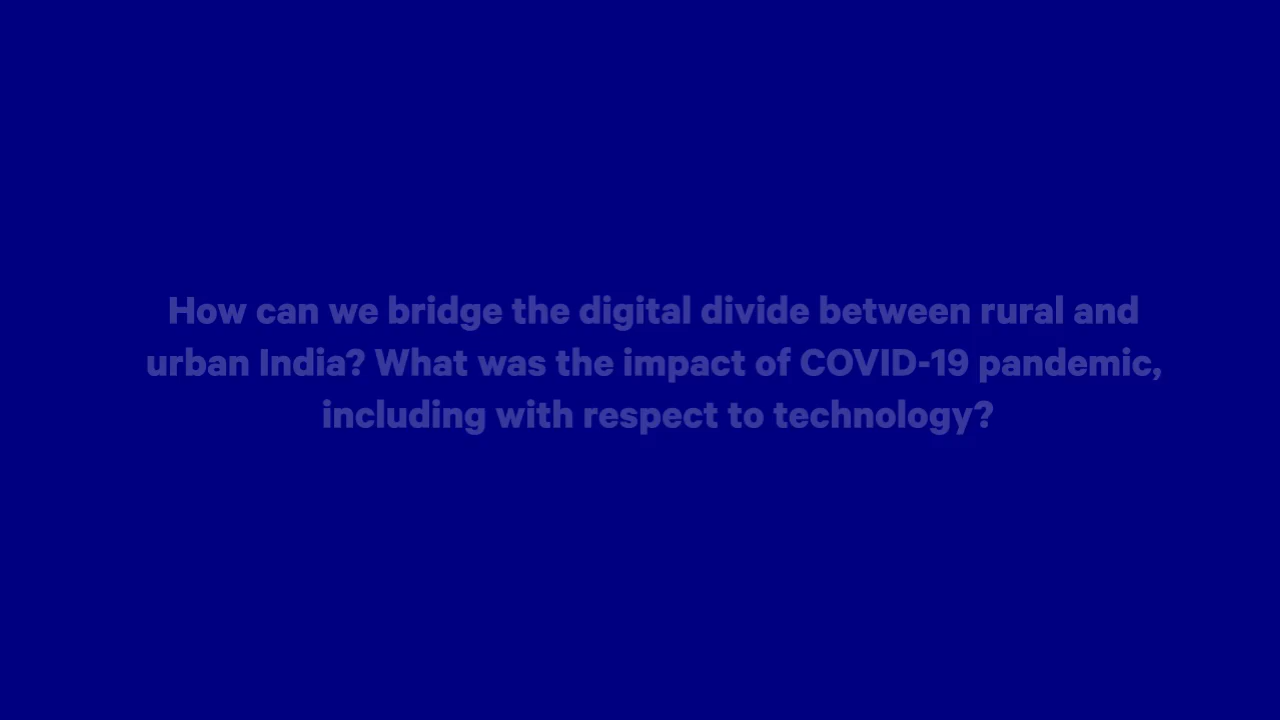 How can we bridge the digital divide between rural and
urban India? What was the impact of COVID-19 pandemic,
including with respect to technology?